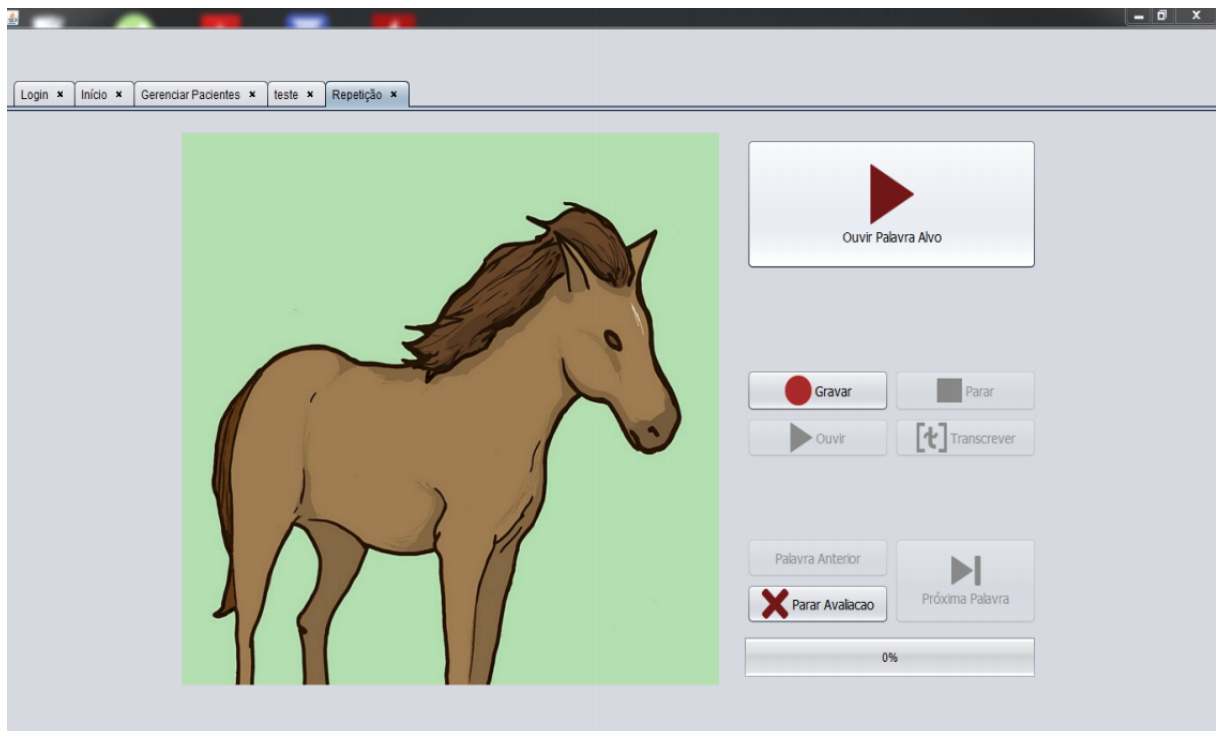 Login × Início × Gerenciar Pacientes × teste × Repetição ×
Ouvir Palavra Alvo
Gravar Parar
Ouvir [t] Transcrever
Palavra Anterior
Próxima Palavra
Parar Avaliacao
0%